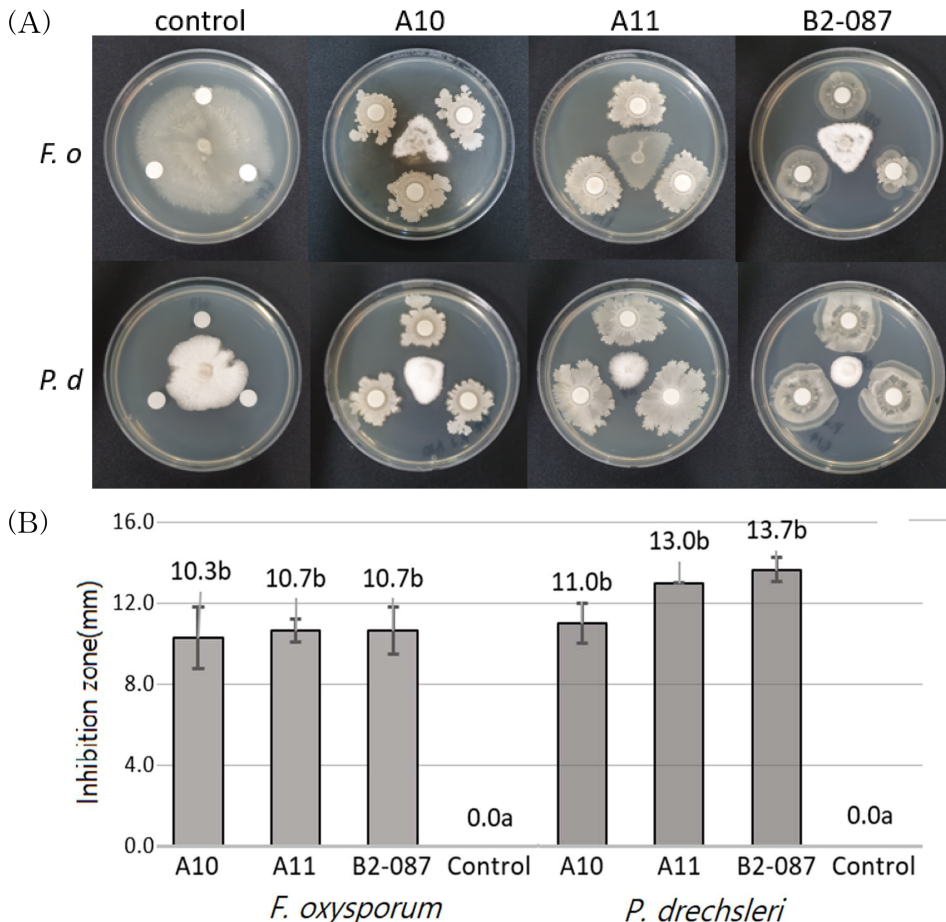 (A)
control A10 A11 B2-087
F. o
P. d
(B)
Inhibition zone(mm)
16.0
12.0
8.0
4.0
0.0
10.3b 10.7b 10.7b 0.0a 11.0b 13.0b 13.7b 0.0a
A10 A11 B2-087 Control A10 A11 B2-087 Control
F. oxysporum P. drechsleri